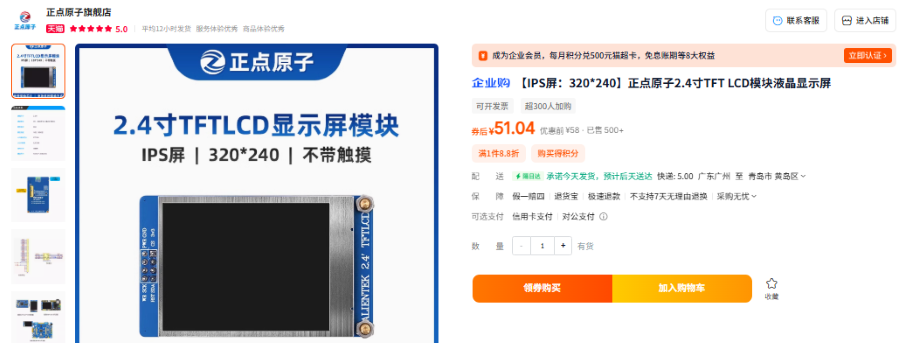 正点原子旗舰店
天猫 5.0 平均12小时发货 服务体验优秀 商品体验优秀
联系客服
进入店铺
正点原子
2.4寸TFTLCD显示屏模块
IPS屏 | 320*240 | 不带触摸
ALIENTEK 2.4' TFTLCD
成为企业会员，每月积分兑500元猫超卡，免息账期等8大权益
立即认证 >
企业购 【IPS屏：320*240】正点原子2.4寸TFT LCD模块液晶显示屏
可开发票 超300人加购
券后 ¥51.04 优惠前 ¥58 · 已售 500+
满1件8.8折 购买得积分
配送 承诺今天发货，预计后天送达 快递: 5.00 广东广州 至 青岛市 黄岛区
保障 假一赔四 退货宝 极速退款 不支持7天无理由退换 采购无忧
可选支付 信用卡支付 对公支付
数量 - 1 + 有货
领券购买
加入购物车
收藏